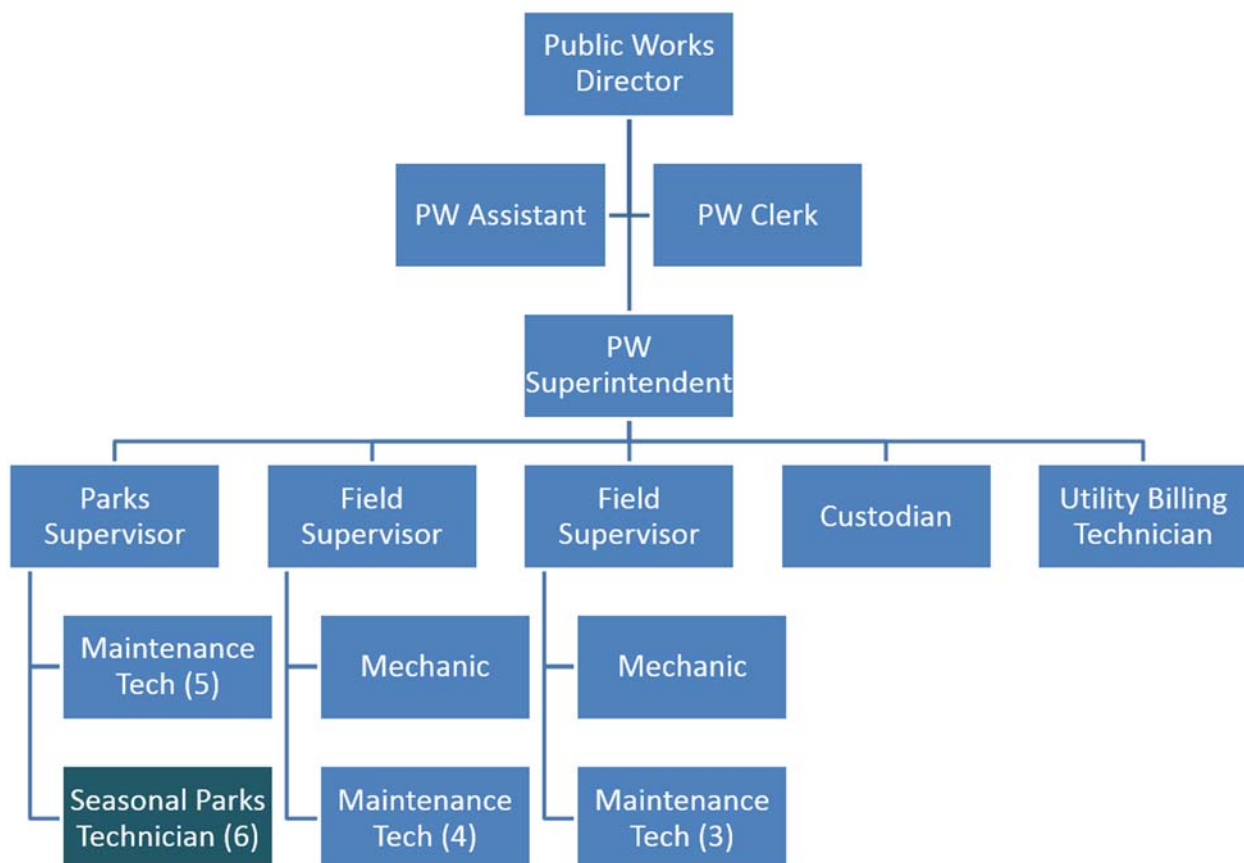 Public Works
Director
PW Assistant
PW Clerk
PW
Superintendent
Parks
Supervisor
Field
Supervisor
Field
Supervisor
Custodian
Utility Billing
Technician
Maintenance
Tech (5)
Mechanic
Mechanic
Seasonal Parks
Technician (6)
Maintenance
Tech (4)
Maintenance
Tech (3)